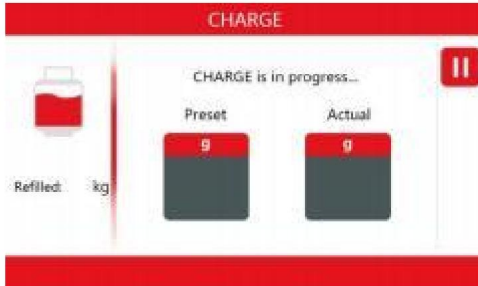 CHARGE
CHARGE is in progress...
Preset Actual
g g
Refilled: kg